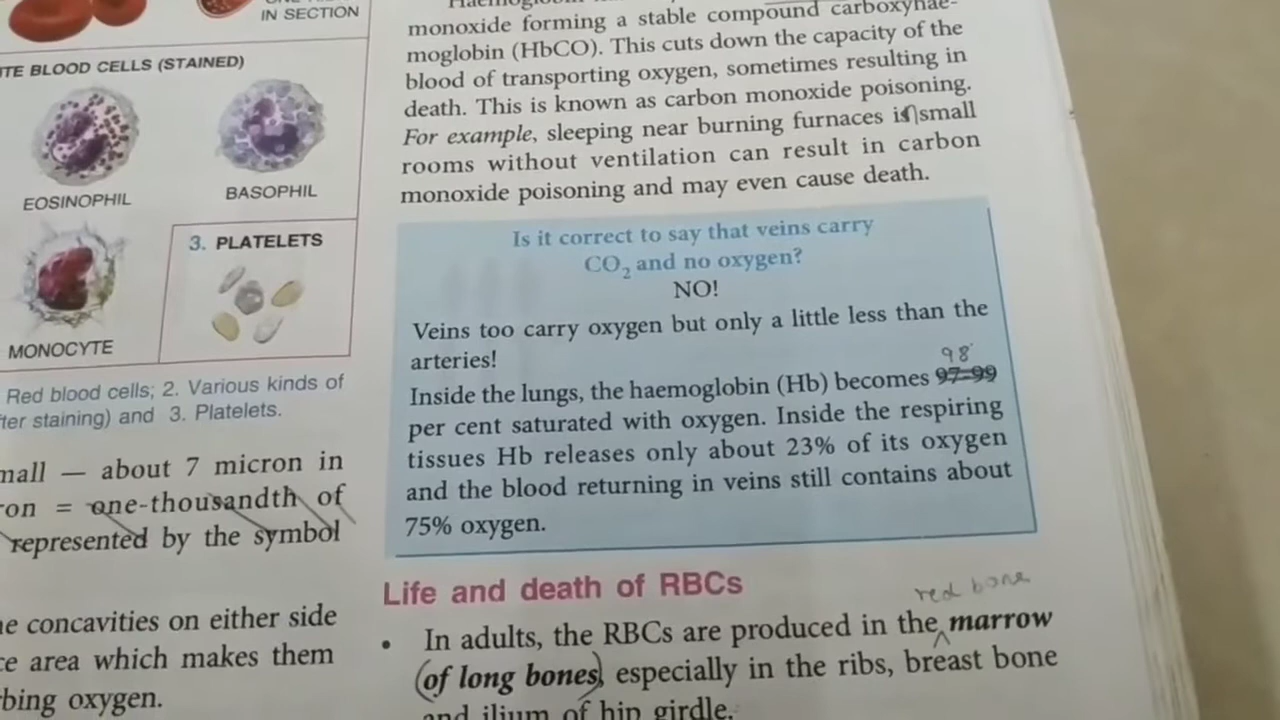 IN SECTION
TE BLOOD CELLS (STAINED)
EOSINOPHIL
BASOPHIL
MONOCYTE
3. PLATELETS
Red blood cells; 2. Various kinds of
ter staining) and 3. Platelets.
mall — about 7 micron in
ron = one-thousandth of
represented by the symbol
e concavities on either side
ce area which makes them
rbing oxygen.
monoxide forming a stable compound carboxyhae-
moglobin (HbCO). This cuts down the capacity of the
blood of transporting oxygen, sometimes resulting in
death. This is known as carbon monoxide poisoning.
For example, sleeping near burning furnaces in small
rooms without ventilation can result in carbon
monoxide poisoning and may even cause death.
Is it correct to say that veins carry
CO₂ and no oxygen?
NO!
Veins too carry oxygen but only a little less than the
arteries!
98
Inside the lungs, the haemoglobin (Hb) becomes 97-99
per cent saturated with oxygen. Inside the respiring
tissues Hb releases only about 23% of its oxygen
and the blood returning in veins still contains about
75% oxygen.
Life and death of RBCs
red bone
• In adults, the RBCs are produced in the marrow
(of long bones), especially in the ribs, breast bone
and ilium of hip girdle.